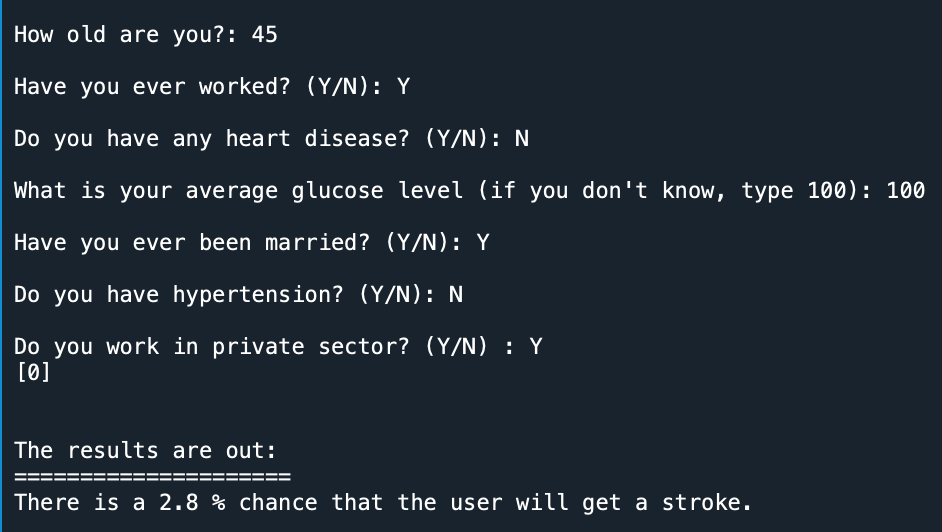 How old are you?: 45
Have you ever worked? (Y/N): Y
Do you have any heart disease? (Y/N): N
What is your average glucose level (if you don't know, type 100): 100
Have you ever been married? (Y/N): Y
Do you have hypertension? (Y/N): N
Do you work in private sector? (Y/N) : Y
[0]
The results are out:
=====================
There is a 2.8 % chance that the user will get a stroke.